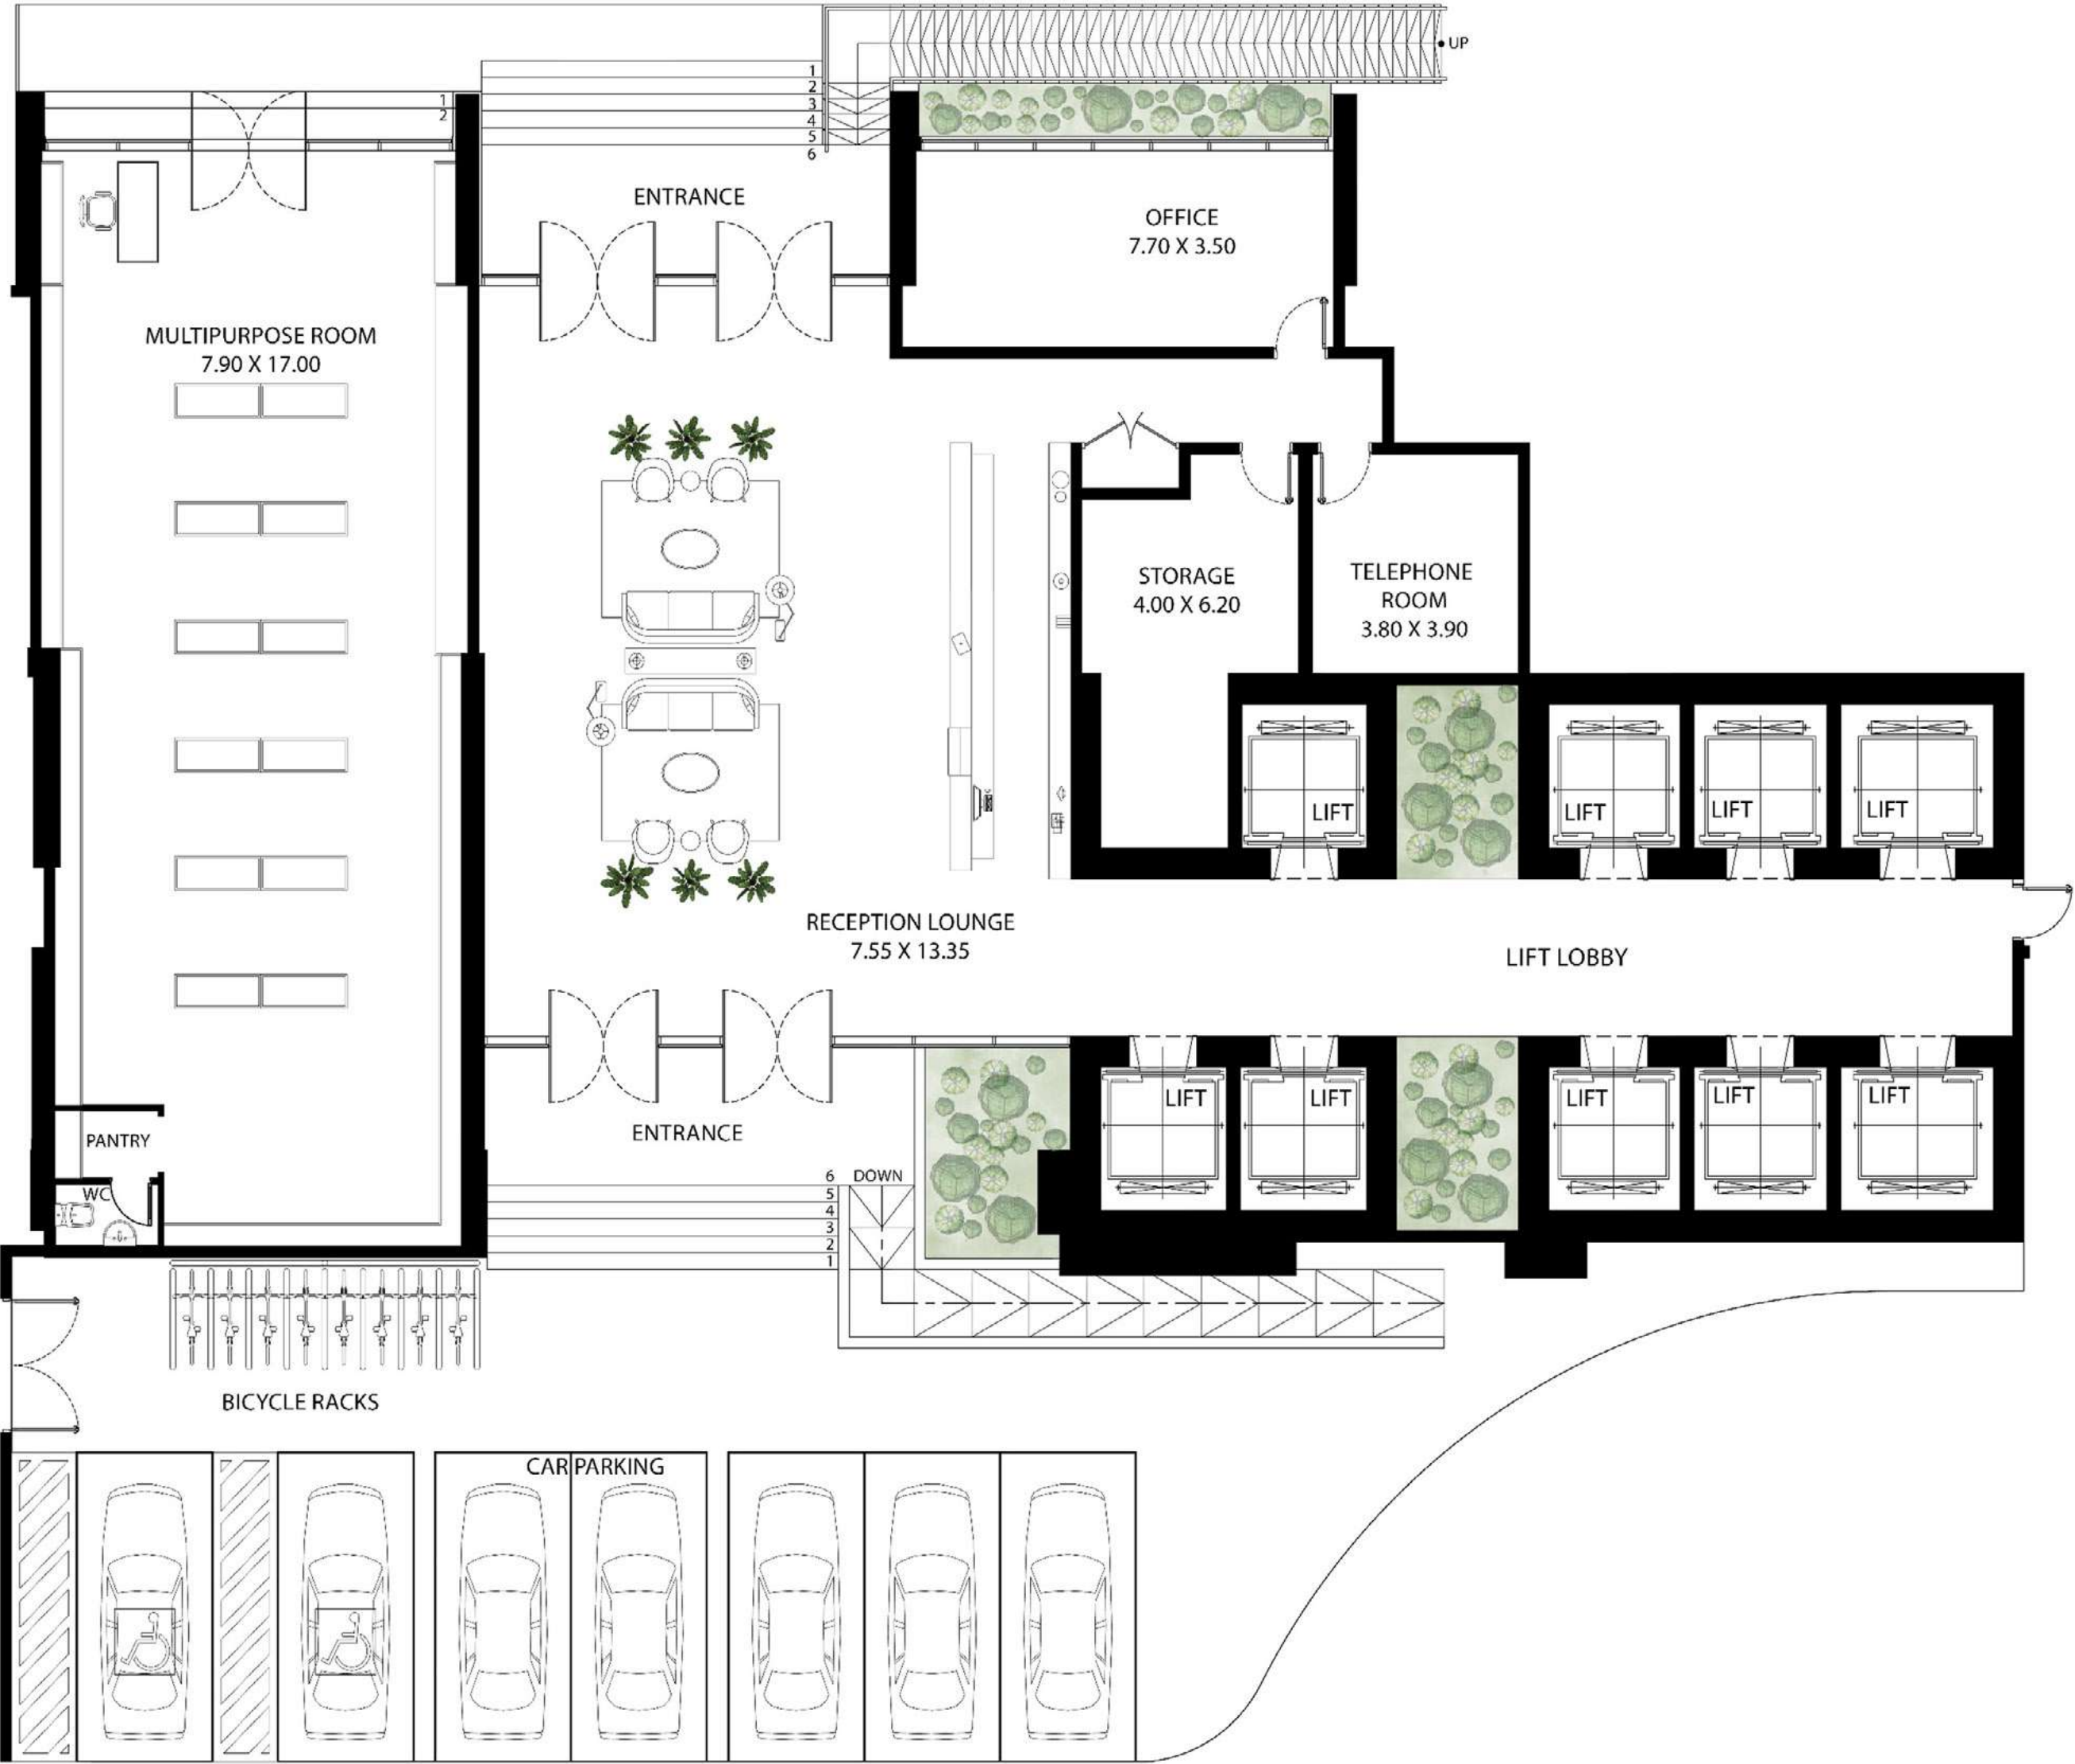 UP
1
2
3
4
5
6
1
2
ENTRANCE
OFFICE
7.70 X 3.50
MULTIPURPOSE ROOM
7.90 X 17.00
STORAGE
4.00 X 6.20
TELEPHONE
ROOM
3.80 X 3.90
LIFT
LIFT
LIFT
LIFT
RECEPTION LOUNGE
7.55 X 13.35
LIFT LOBBY
LIFT
LIFT
LIFT
LIFT
LIFT
ENTRANCE
PANTRY
WC
6 DOWN
5
4
3
2
1
BICYCLE RACKS
CAR PARKING